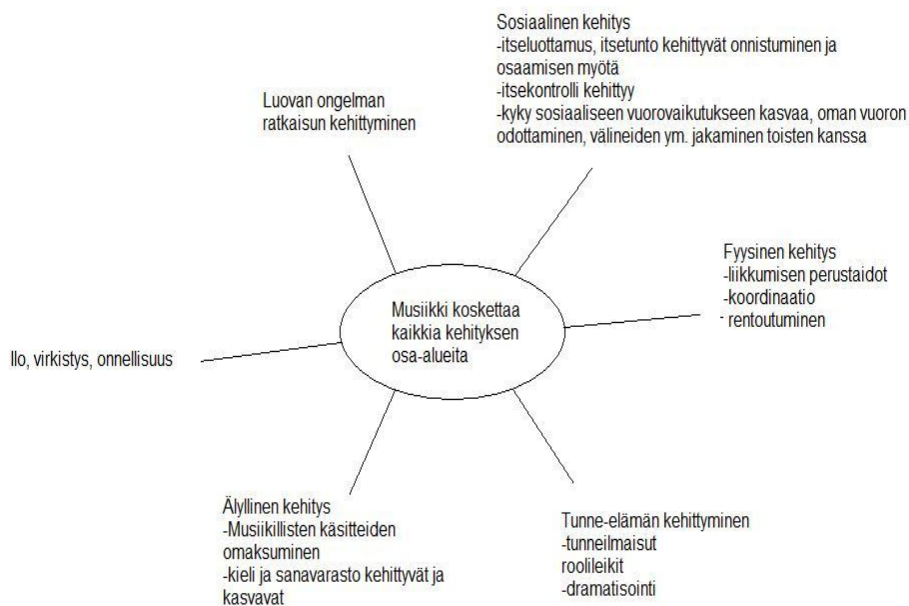 Sosiaalinen kehitys
-itseluottamus, itsetunto kehittyvät onnistuminen ja
osaamisen myötä
-itsekontrolli kehittyy
-kyky sosiaaliseen vuorovaikutukseen kasvaa, oman vuoron
odottaminen, välineiden ym. jakaminen toisten kanssa
Luovan ongelman
ratkaisun kehittyminen
Fyysinen kehitys
-liikkumisen perustaidot
-koordinaatio
- rentoutuminen
Musiikki koskettaa
kaikkia kehityksen
osa-alueita
Ilo, virkistys, onnellisuus
Älyllinen kehitys
-Musiikillisten käsitteiden
omaksuminen
-kieli ja sanavarasto kehittyvät ja
kasvavat
Tunne-elämän kehittyminen
-tunneilmaisut
roolileikit
-dramatisointi